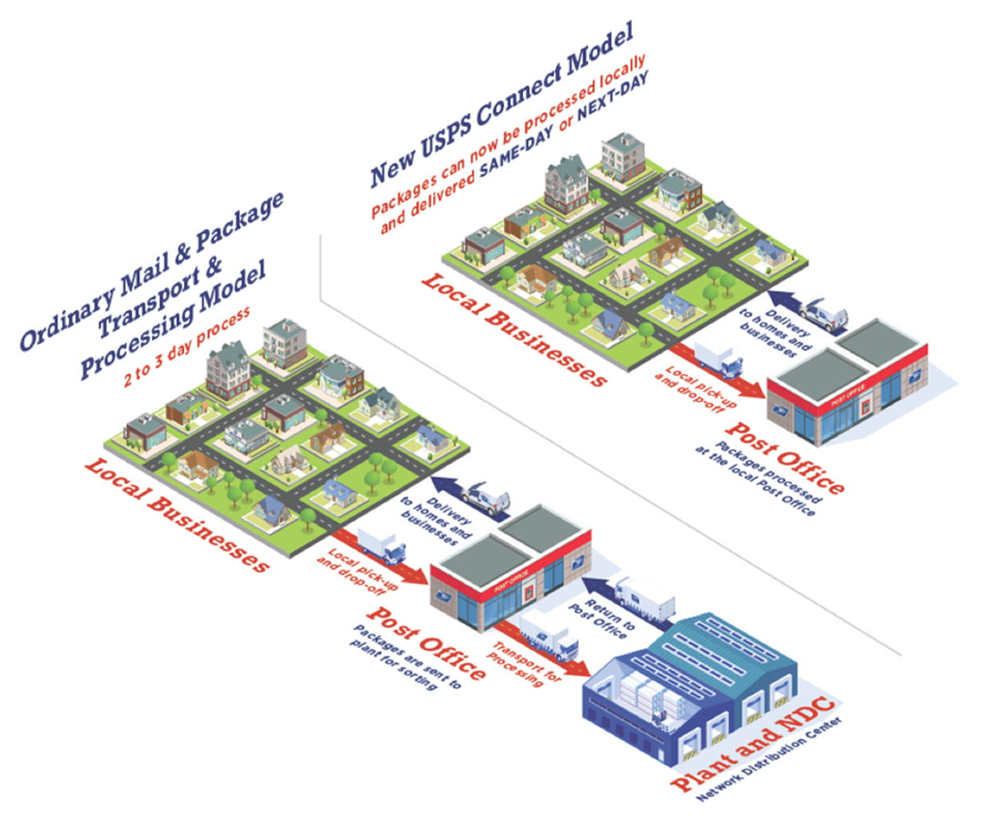 New USPS Connect Model
Packages can now be processed locally
and delivered SAME-DAY or NEXT-DAY
Local Businesses
Delivery
to homes and
businesses
Local pick-up
and drop-off
POST OFFICE
Post Office
Packages processed
at the local Post Office
Ordinary Mail & Package
Transport &
Processing Model
2 to 3 day process
Local Businesses
Delivery
to homes and
businesses
Local pick-up
and drop-off
POST OFFICE
Post Office
Packages are sent to
plant for sorting
Return to
Post Office
Transport for
Processing
Plant and NDC
Network Distribution Center